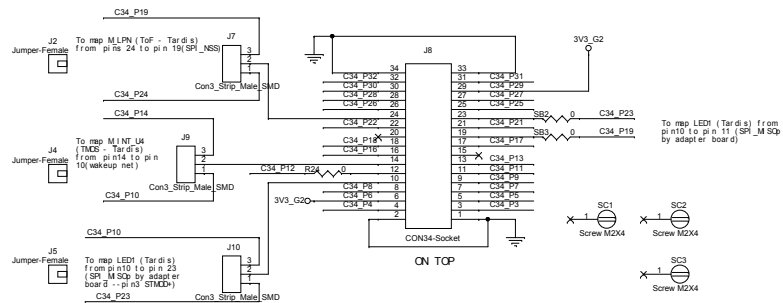 C34_P19
J7
J2
Jumper-Female
To map MLPN (ToF - Tardis)
from pins 24 to pin 19(SPI_NSS)
3
2
1
C34_P24
Con3_Strip_Male_SMD
C34_P14
J9
J4
Jumper-Female
To map MINT_U4
(TMOS - Tardis)
from pin14 to pin
10(wakeup net)
3
2
1
C34_P10
Con3_Strip_Male_SMD
C34_P10
J10
J5
Jumper-Female
To map LED1 (Tardis)
from pin10 to pin 23
(SPI_MISOp by adapter
board --pin3 STMOD+)
3
2
1
C34_P23
Con3_Strip_Male_SMD
J8
3V3_G2
34 33
C34_P32 32 31 C34_P31
C34_P30 30 29 C34_P29
C34_P28 28 27 C34_P27
C34_P26 26 25 C34_P25
24 23 SB2 0 C34_P23
C34_P22 22 21 C34_P21
20 19 SB3 0 C34_P19
C34_P18 18 17 C34_P17
C34_P16 16 15
14 13 C34_P13
C34_P12 R24 0 12 11 C34_P11
10 9 C34_P9
C34_P8 8 7 C34_P7
3V3_G2 C34_P6 6 5 C34_P5
C34_P4 4 3 C34_P3
2 1
CON34-Socket
ON TOP
To map LED1 (Tardis) from
pin10 to pin 11 (SPI_MISOp
by adapter board)
SC1
1
Screw M2X4
SC2
1
Screw M2X4
SC3
1
Screw M2X4